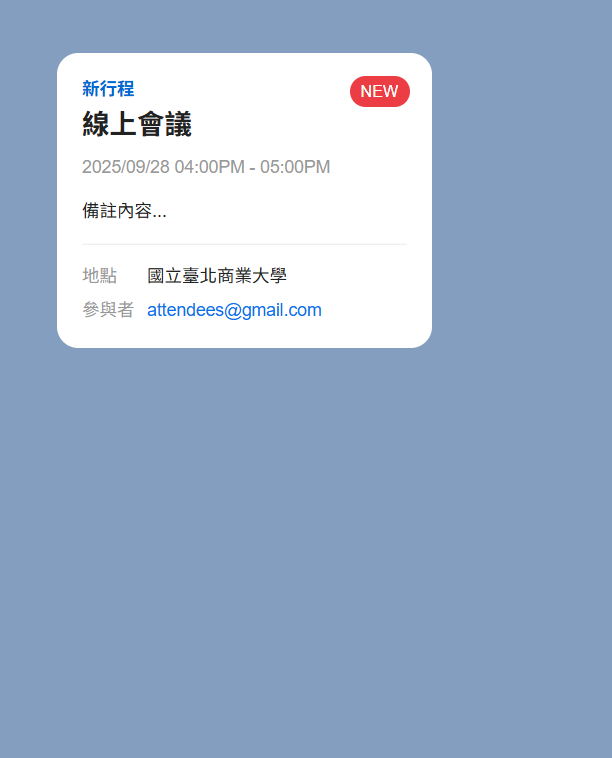 新行程
NEW
線上會議
2025/09/28 04:00PM - 05:00PM
備註內容...
地點 國立臺北商業大學
參與者 attendees@gmail.com